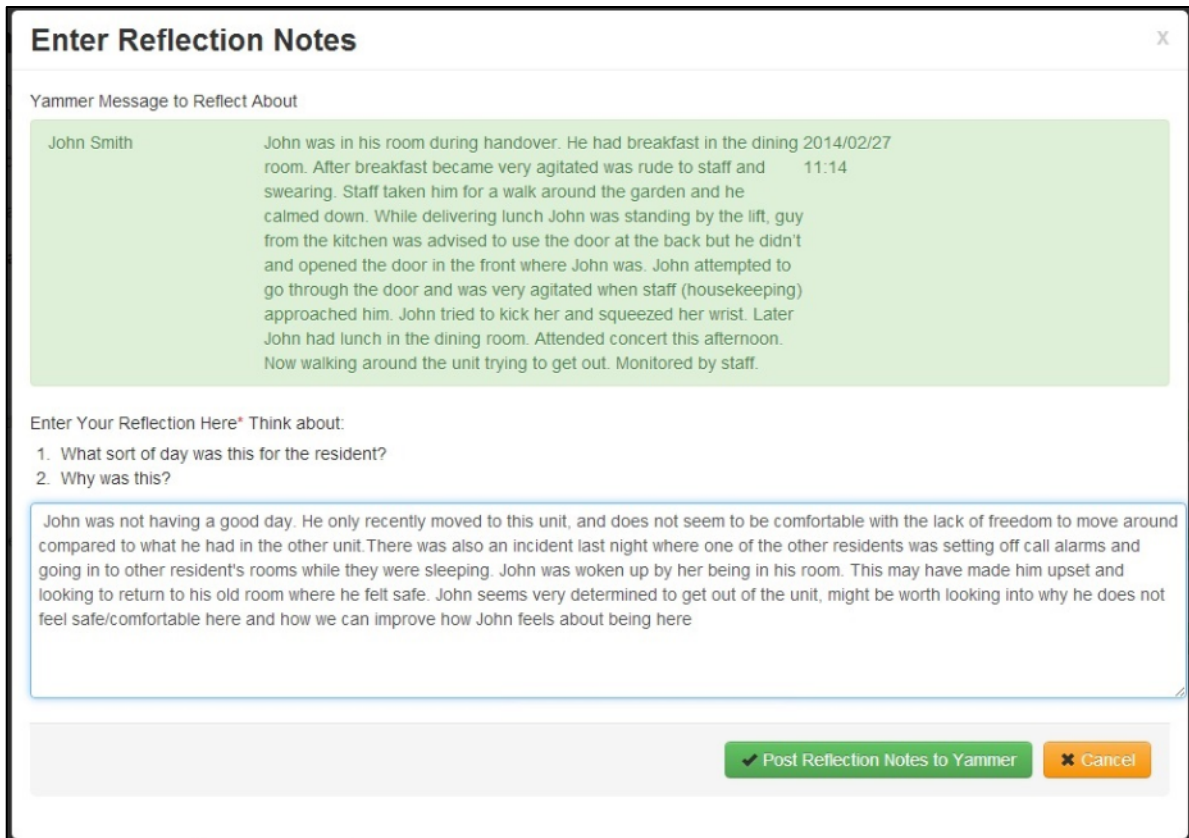 Enter Reflection Notes
x
Yammer Message to Reflect About
John Smith
John was in his room during handover. He had breakfast in the dining 2014/02/27
room. After breakfast became very agitated was rude to staff and 11:14
swearing. Staff taken him for a walk around the garden and he
calmed down. While delivering lunch John was standing by the lift, guy
from the kitchen was advised to use the door at the back but he didn't
and opened the door in the front where John was. John attempted to
go through the door and was very agitated when staff (housekeeping)
approached him. John tried to kick her and squeezed her wrist. Later
John had lunch in the dining room. Attended concert this afternoon.
Now walking around the unit trying to get out. Monitored by staff.
Enter Your Reflection Here* Think about:
1. What sort of day was this for the resident?
2. Why was this?
John was not having a good day. He only recently moved to this unit, and does not seem to be comfortable with the lack of freedom to move around
compared to what he had in the other unit.There was also an incident last night where one of the other residents was setting off call alarms and
going in to other resident's rooms while they were sleeping. John was woken up by her being in his room. This may have made him upset and
looking to return to his old room where he felt safe. John seems very determined to get out of the unit, might be worth looking into why he does not
feel safe/comfortable here and how we can improve how John feels about being here
✔ Post Reflection Notes to Yammer
✖ Cancel